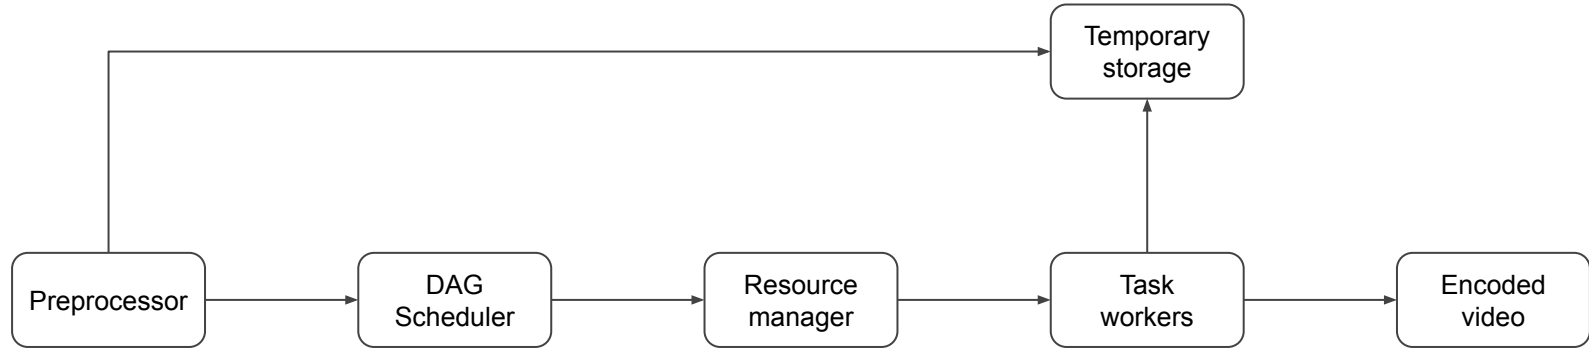 Temporary
storage
Preprocessor
DAG
Scheduler
Resource
manager
Task
workers
Encoded
video